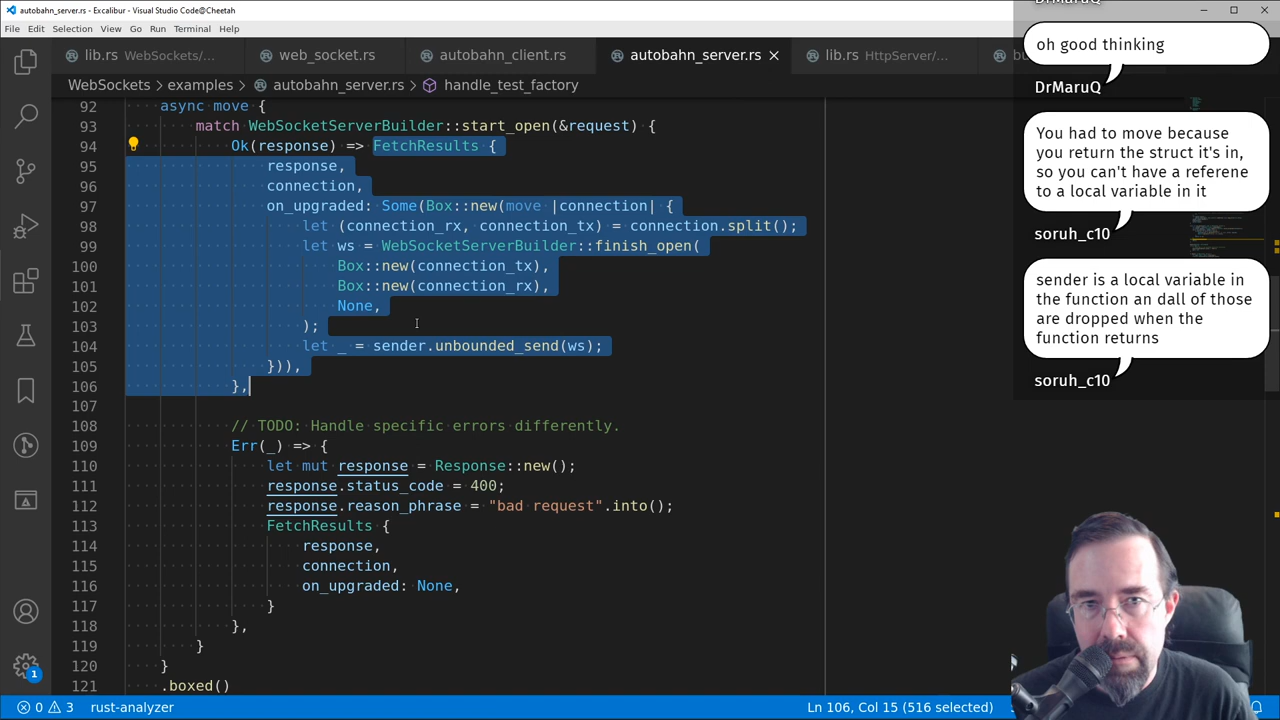 autobahn_server.rs - Excalibur - Visual Studio Code@Cheetah
File Edit Selection View Go Run Terminal Help
lib.rs WebSockets/...
web_socket.rs
autobahn_client.rs
autobahn_server.rs
lib.rs HttpServer/...
WebSockets > examples > autobahn_server.rs > handle_test_factory
92 async move {
93 match WebSocketServerBuilder::start_open(&request) {
94 Ok(response) => FetchResults {
95 response,
96 connection,
97 on_upgraded: Some(Box::new(move |connection| {
98 let (connection_rx, connection_tx) = connection.split();
99 let ws = WebSocketServerBuilder::finish_open(
100 Box::new(connection_tx),
101 Box::new(connection_rx),
102 None,
103 );
104 let _ = sender.unbounded_send(ws);
105 })),
106 },
107
108 // TODO: Handle specific errors differently.
109 Err(_) => {
110 let mut response = Response::new();
111 response.status_code = 400;
112 response.reason_phrase = "bad request".into();
113 FetchResults {
114 response,
115 connection,
116 on_upgraded: None,
117 }
118 },
119 }
120 }
121 .boxed()
DrMaruQ
oh good thinking
DrMaruQ
You had to move because
you return the struct it's in,
so you can't have a referene
to a local variable in it
soruh_c10
sender is a local variable in
the function an dall of those
are dropped when the
function returns
soruh_c10
1
0 3 rust-analyzer
Ln 106, Col 15 (516 selected)